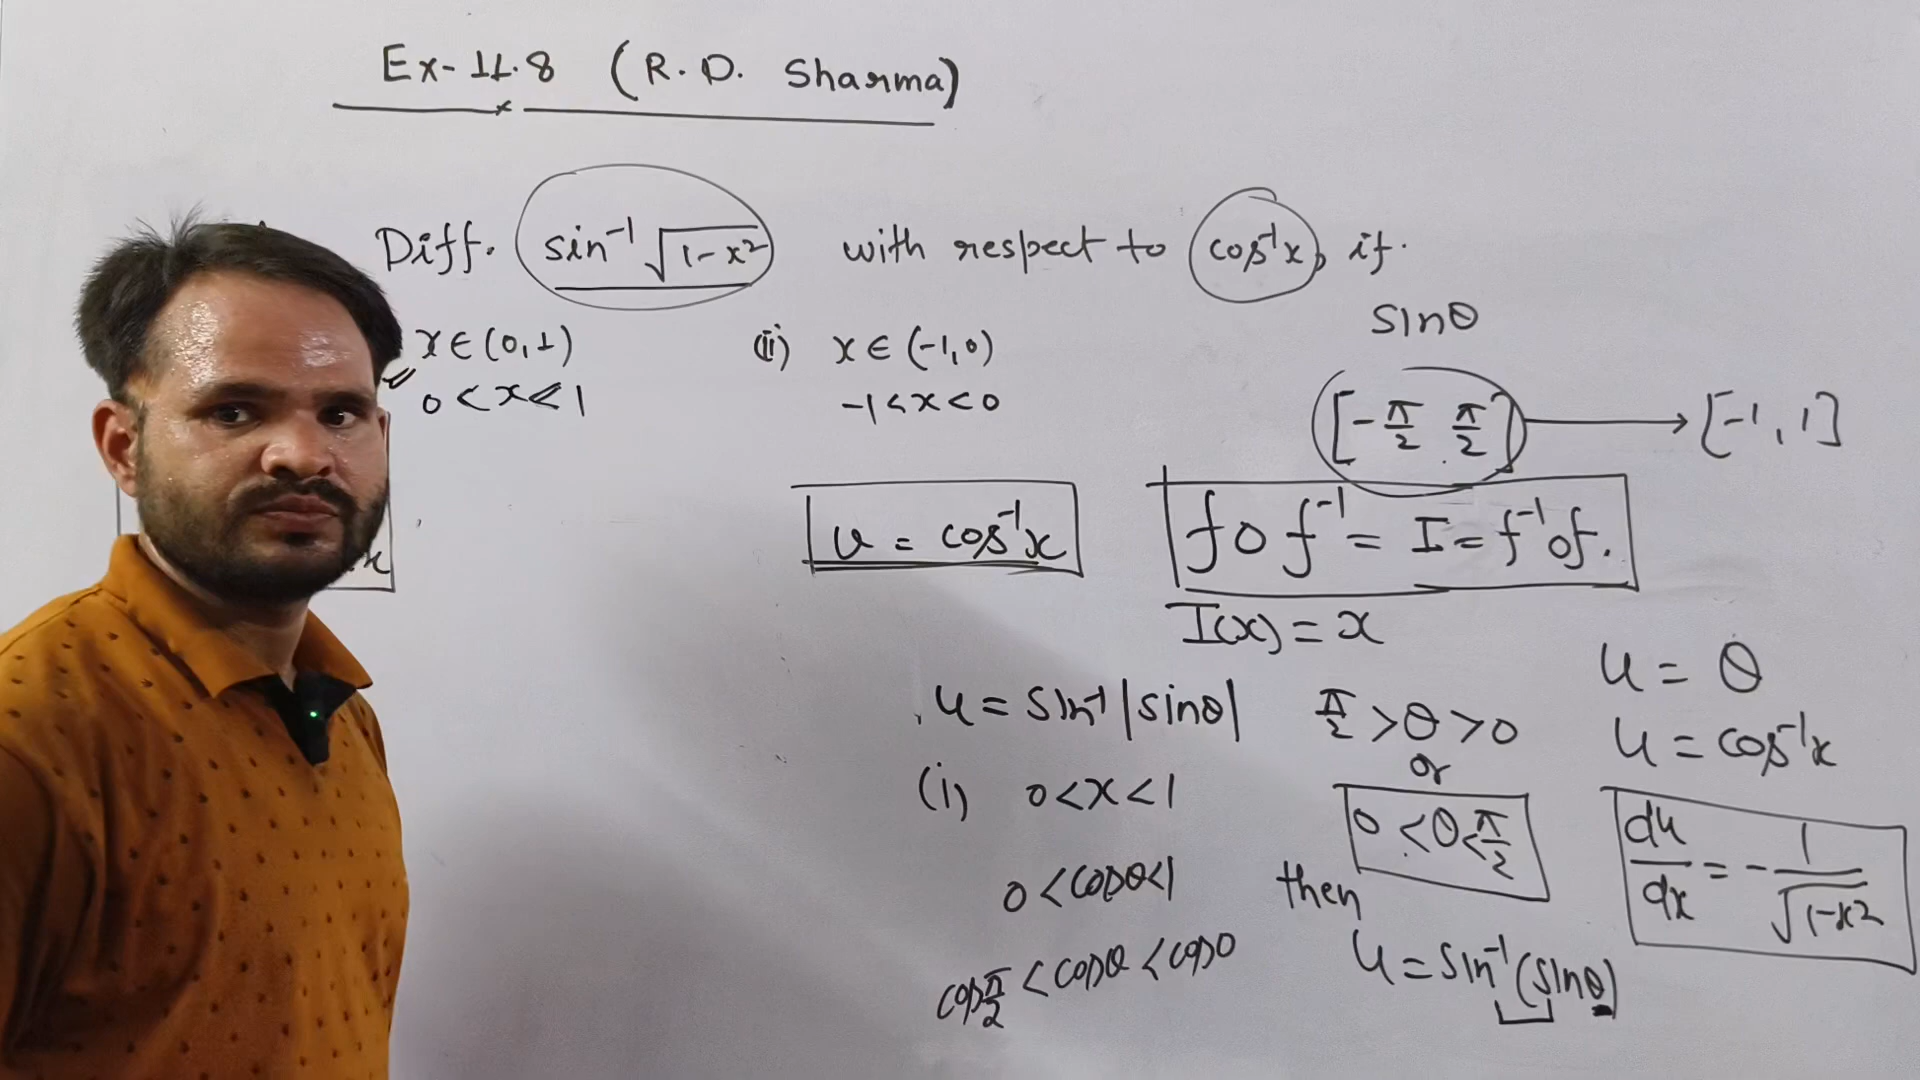 Ex-11.8 (R.D. Sharma)
Diff. sin⁻¹ √1-x² with respect to cos⁻¹x, if.
x ∈ (0,1)
0 < x < 1
(ii) x ∈ (-1,0)
-1 < x < 0
sinθ
[-π/2 π/2] → [-1, 1]
v = cos⁻¹x
f o f⁻¹ = I = f⁻¹of.
I(x) = x
x
u = sin⁻¹|sinθ|
(i) 0 < x < 1
0 < cosθ < 1
cos π/2 < cosθ < cos0
π/2 > θ > 0
or
0 < θ < π/2
then
u = sin⁻¹(sinθ)
u = θ
u = cos⁻¹x
du/dx = - 1/√1-x²